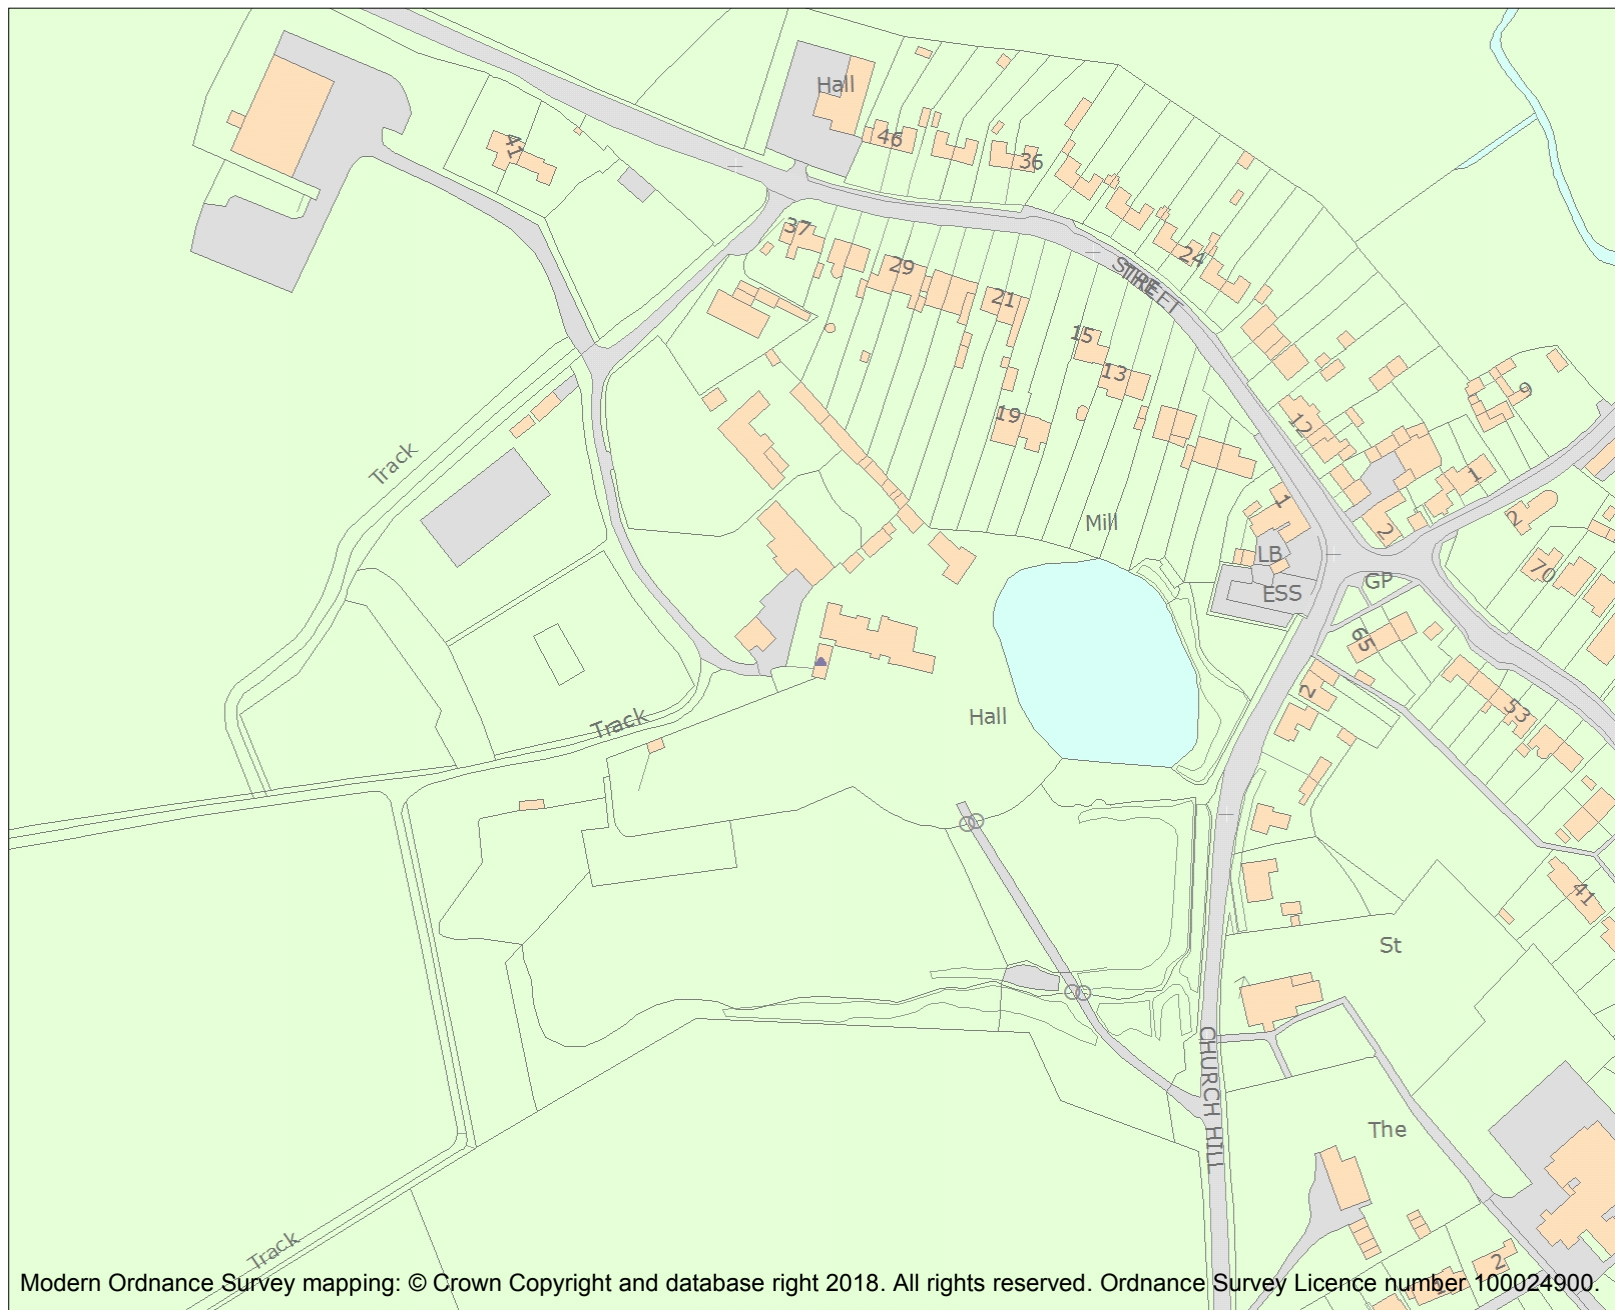 Hall
46
36
41
37
29
24
THE
STREET
21
15
13
19
9
12
1
1
2
2
Track
Mill
LB
ESS
GP
70
65
2
53
Hall
Track
41
St
CHURCH HILL
The
Track
2
Modern Ordnance Survey mapping: © Crown Copyright and database right 2018. All rights reserved. Ordnance Survey Licence number 100024900.